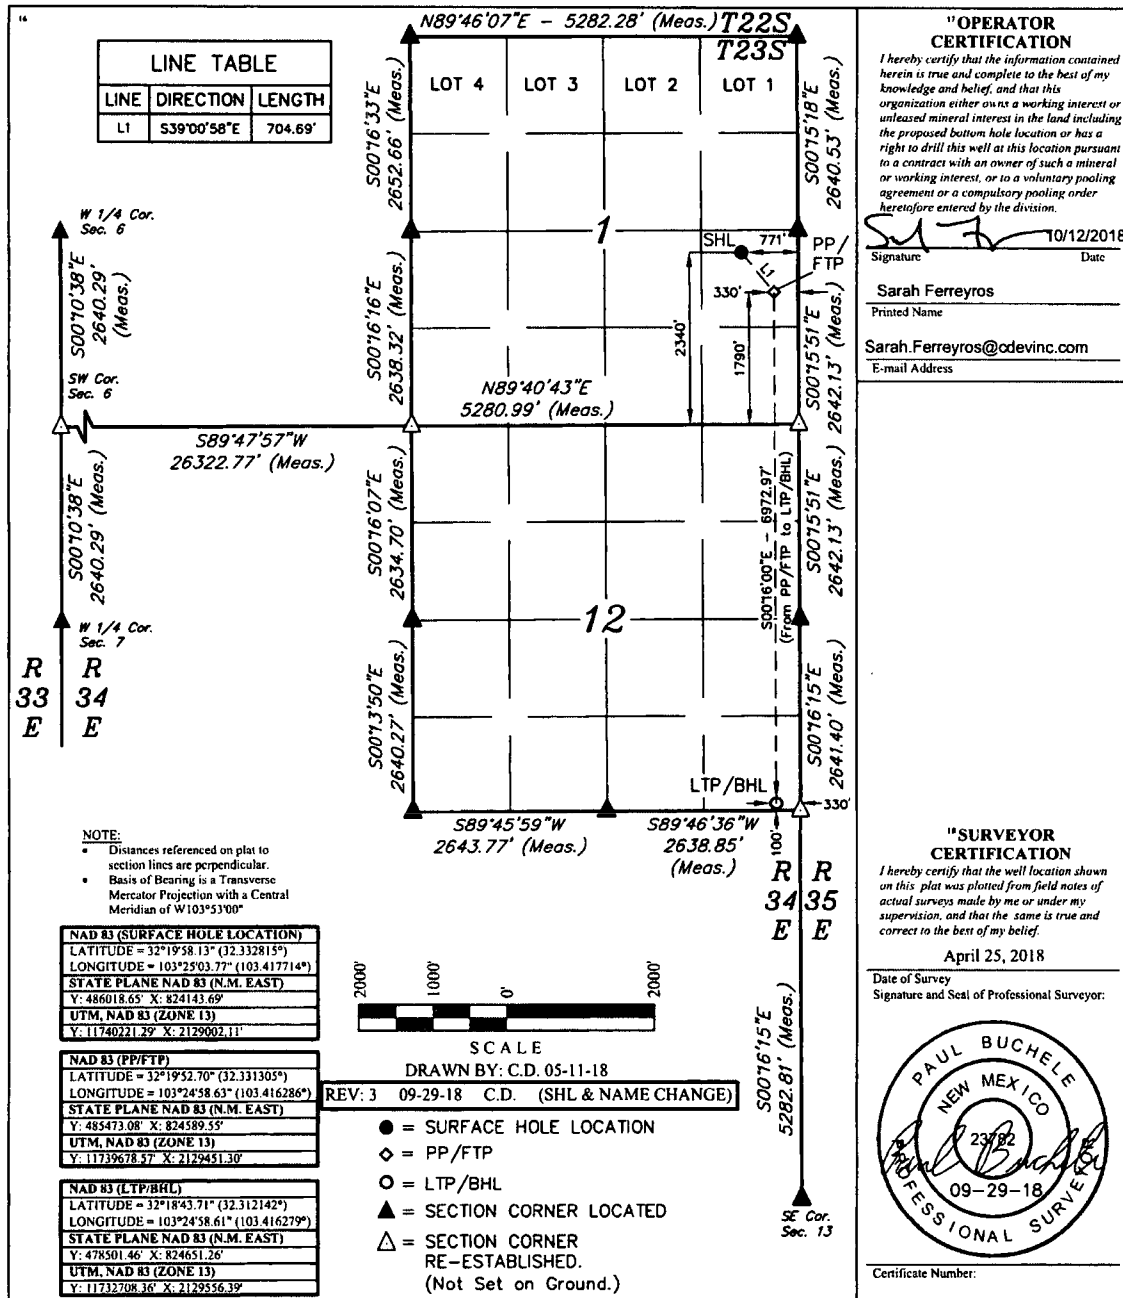 16
N89°46'07"E - 5282.28' (Meas.)
T22S
T23S
LINE TABLE
LINE DIRECTION LENGTH
L1 S39°00'58"E 704.69'
LOT 4 LOT 3 LOT 2 LOT 1
S00°16'33"E
2652.66' (Meas.)
S00°15'18"E
2640.53' (Meas.)
W 1/4 Cor.
Sec. 6
1
SHL
771'
PP/
FTP
L1
330'
S00°10'38"E
2640.29'
(Meas.)
S00°16'16"E
2638.32' (Meas.)
2340'
1790'
S00°15'51"E
2642.13' (Meas.)
SW Cor.
Sec. 6
N89°40'43"E
5280.99' (Meas.)
S89°47'57"W
26322.77' (Meas.)
S00°10'38"E
2640.29' (Meas.)
S00°16'07"E
2634.70' (Meas.)
S00°16'00"E - 6972.97'
(From PP/FTP to LTP/BHL)
S00°15'51"E
2642.13' (Meas.)
12
W 1/4 Cor.
Sec. 7
R R
33 34
E E
S00°13'50"E
2640.27' (Meas.)
S00°16'15"E
2641.40' (Meas.)
LTP/BHL
330'
100'
S89°45'59"W
2643.77' (Meas.)
S89°46'36"W
2638.85'
(Meas.)
R R
34 35
E E
S00°16'15"E
5282.81' (Meas.)
SE Cor.
Sec. 13
NOTE:
• Distances referenced on plat to
section lines are perpendicular.
• Basis of Bearing is a Transverse
Mercator Projection with a Central
Meridian of W103°53'00"
NAD 83 (SURFACE HOLE LOCATION)
LATITUDE = 32°19'58.13" (32.332815°)
LONGITUDE = 103°25'03.77" (103.417714°)
STATE PLANE NAD 83 (N.M. EAST)
Y: 486018.65' X: 824143.69'
UTM, NAD 83 (ZONE 13)
Y: 11740221.29' X: 2129002.11'
NAD 83 (PP/FTP)
LATITUDE = 32°19'52.70" (32.331305°)
LONGITUDE = 103°24'58.63" (103.416286°)
STATE PLANE NAD 83 (N.M. EAST)
Y: 485473.08' X: 824589.55'
UTM, NAD 83 (ZONE 13)
Y: 11739678.57' X: 2129451.30'
NAD 83 (LTP/BHL)
LATITUDE = 32°18'43.71" (32.312142°)
LONGITUDE = 103°24'58.61" (103.416279°)
STATE PLANE NAD 83 (N.M. EAST)
Y: 478501.46' X: 824651.26'
UTM, NAD 83 (ZONE 13)
Y: 11732708.36' X: 2129556.39'
2000' 1000' 0' 2000'
SCALE
DRAWN BY: C.D. 05-11-18
REV: 3 09-29-18 C.D. (SHL & NAME CHANGE)
= SURFACE HOLE LOCATION
= PP/FTP
= LTP/BHL
= SECTION CORNER LOCATED
= SECTION CORNER
RE-ESTABLISHED.
(Not Set on Ground.)
17 OPERATOR
CERTIFICATION
I hereby certify that the information contained
herein is true and complete to the best of my
knowledge and belief, and that this
organization either owns a working interest or
unleased mineral interest in the land including
the proposed bottom hole location or has a
right to drill this well at this location pursuant
to a contract with an owner of such a mineral
or working interest, or to a voluntary pooling
agreement or a compulsory pooling order
heretofore entered by the division.
10/12/2018
Signature Date
Sarah Ferreyros
Printed Name
Sarah.Ferreyros@cdevinc.com
E-mail Address
18 SURVEYOR
CERTIFICATION
I hereby certify that the well location shown
on this plat was plotted from field notes of
actual surveys made by me or under my
supervision, and that the same is true and
correct to the best of my belief.
April 25, 2018
Date of Survey
Signature and Seal of Professional Surveyor:
PAUL BUCHELE
NEW MEXICO
23782
Paul Buchele
09-29-18
PROFESSIONAL SURVEYOR
Certificate Number: